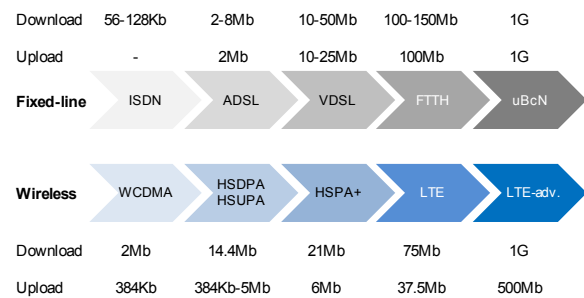 Download 56-128Kb 2-8Mb 10-50Mb 100-150Mb 1G
Upload - 2Mb 10-25Mb 100Mb 1G
Fixed-line ISDN ADSL VDSL FTTH uBcN
Wireless WCDMA HSDPA HSUPA HSPA+ LTE LTE-adv.
Download 2Mb 14.4Mb 21Mb 75Mb 1G
Upload 384Kb 384Kb-5Mb 6Mb 37.5Mb 500Mb